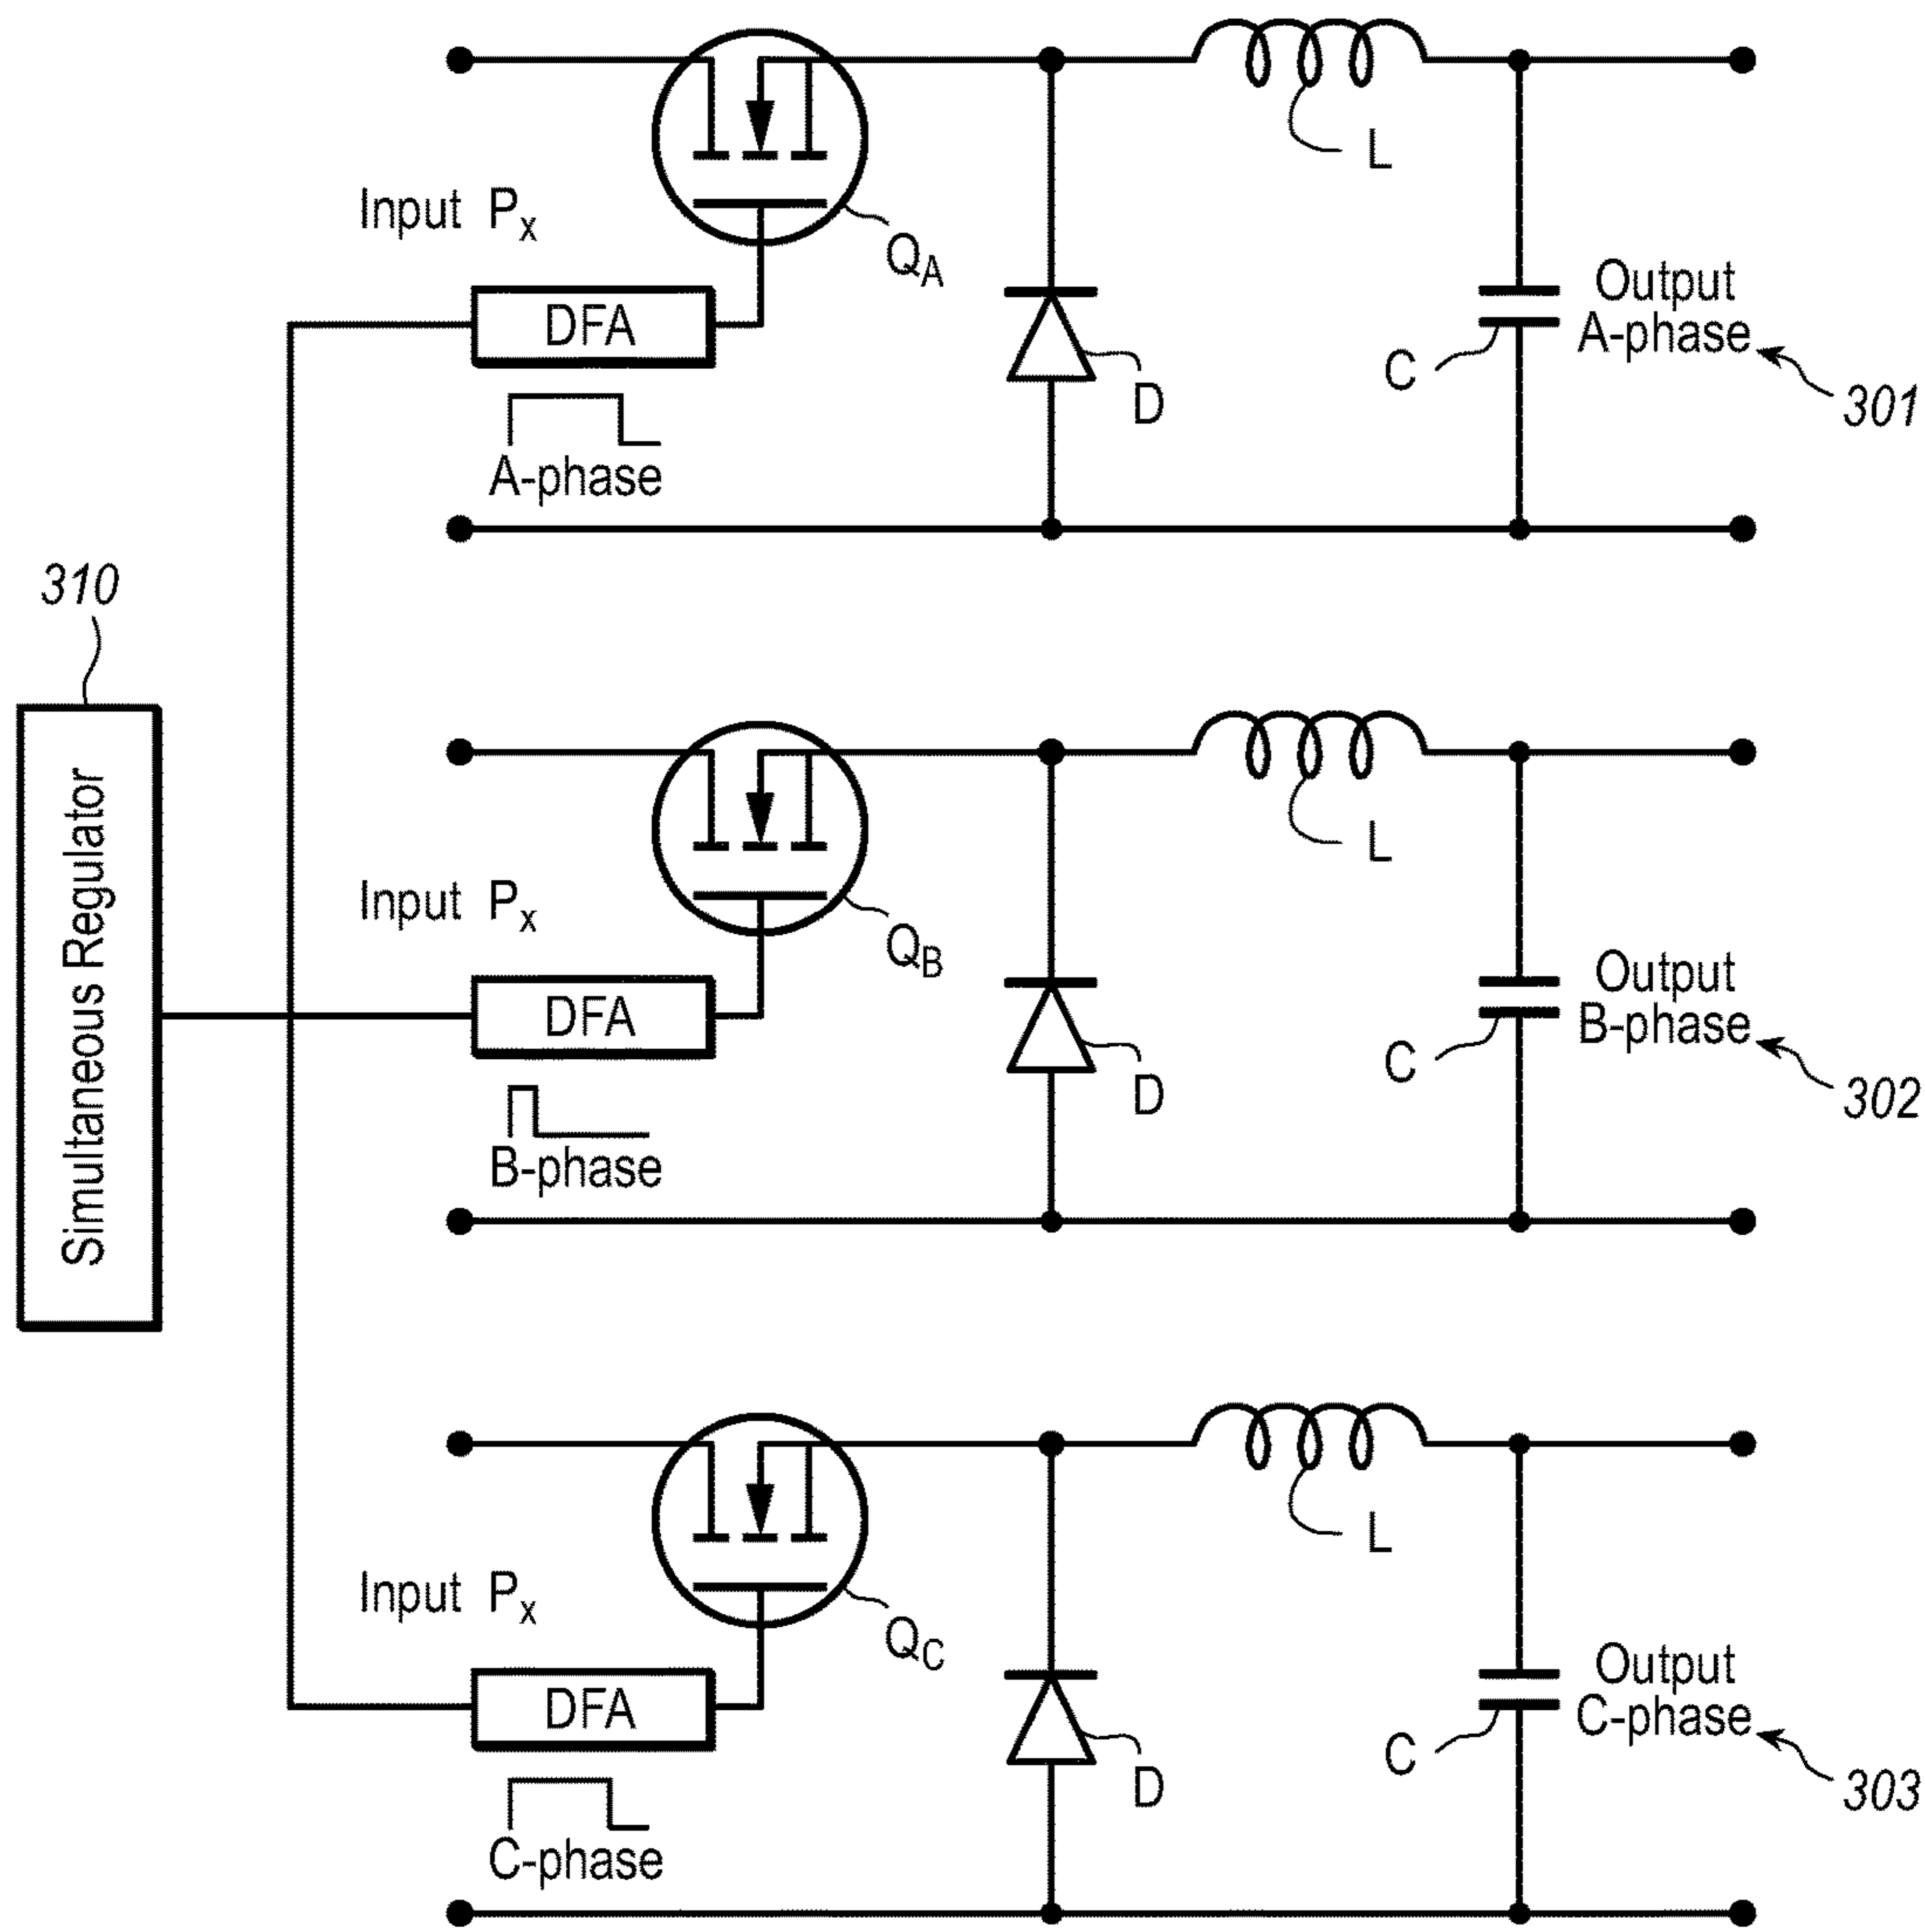 L
Input Px
QA
DFA
Output
A-phase
C
D
301
A-phase
310
Simultaneous Regulator
L
Input Px
QB
DFA
Output
B-phase
C
D
302
B-phase
L
Input Px
QC
DFA
Output
C-phase
C
D
303
C-phase